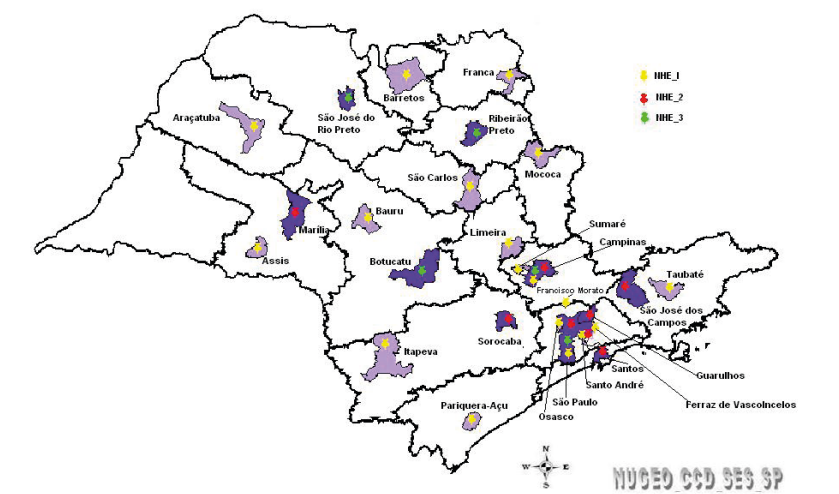 Franca
NHE_1
Barretos
NHE_2
Araçatuba
São José do
Rio Preto
Ribeirão
Preto
NHE_3
São Carlos
Mococa
Bauru
Marília
Limeira
Sumaré
Campinas
Assis
Botucatu
Taubaté
Francisco Morato
São José dos
Campos
Sorocaba
Itapeva
Santos
Guarulhos
Santo André
Pariquera-Açu
São Paulo
Ferraz de Vascolncelos
Osasco
N
W E
S
NUGEO_CCD_SES_SP